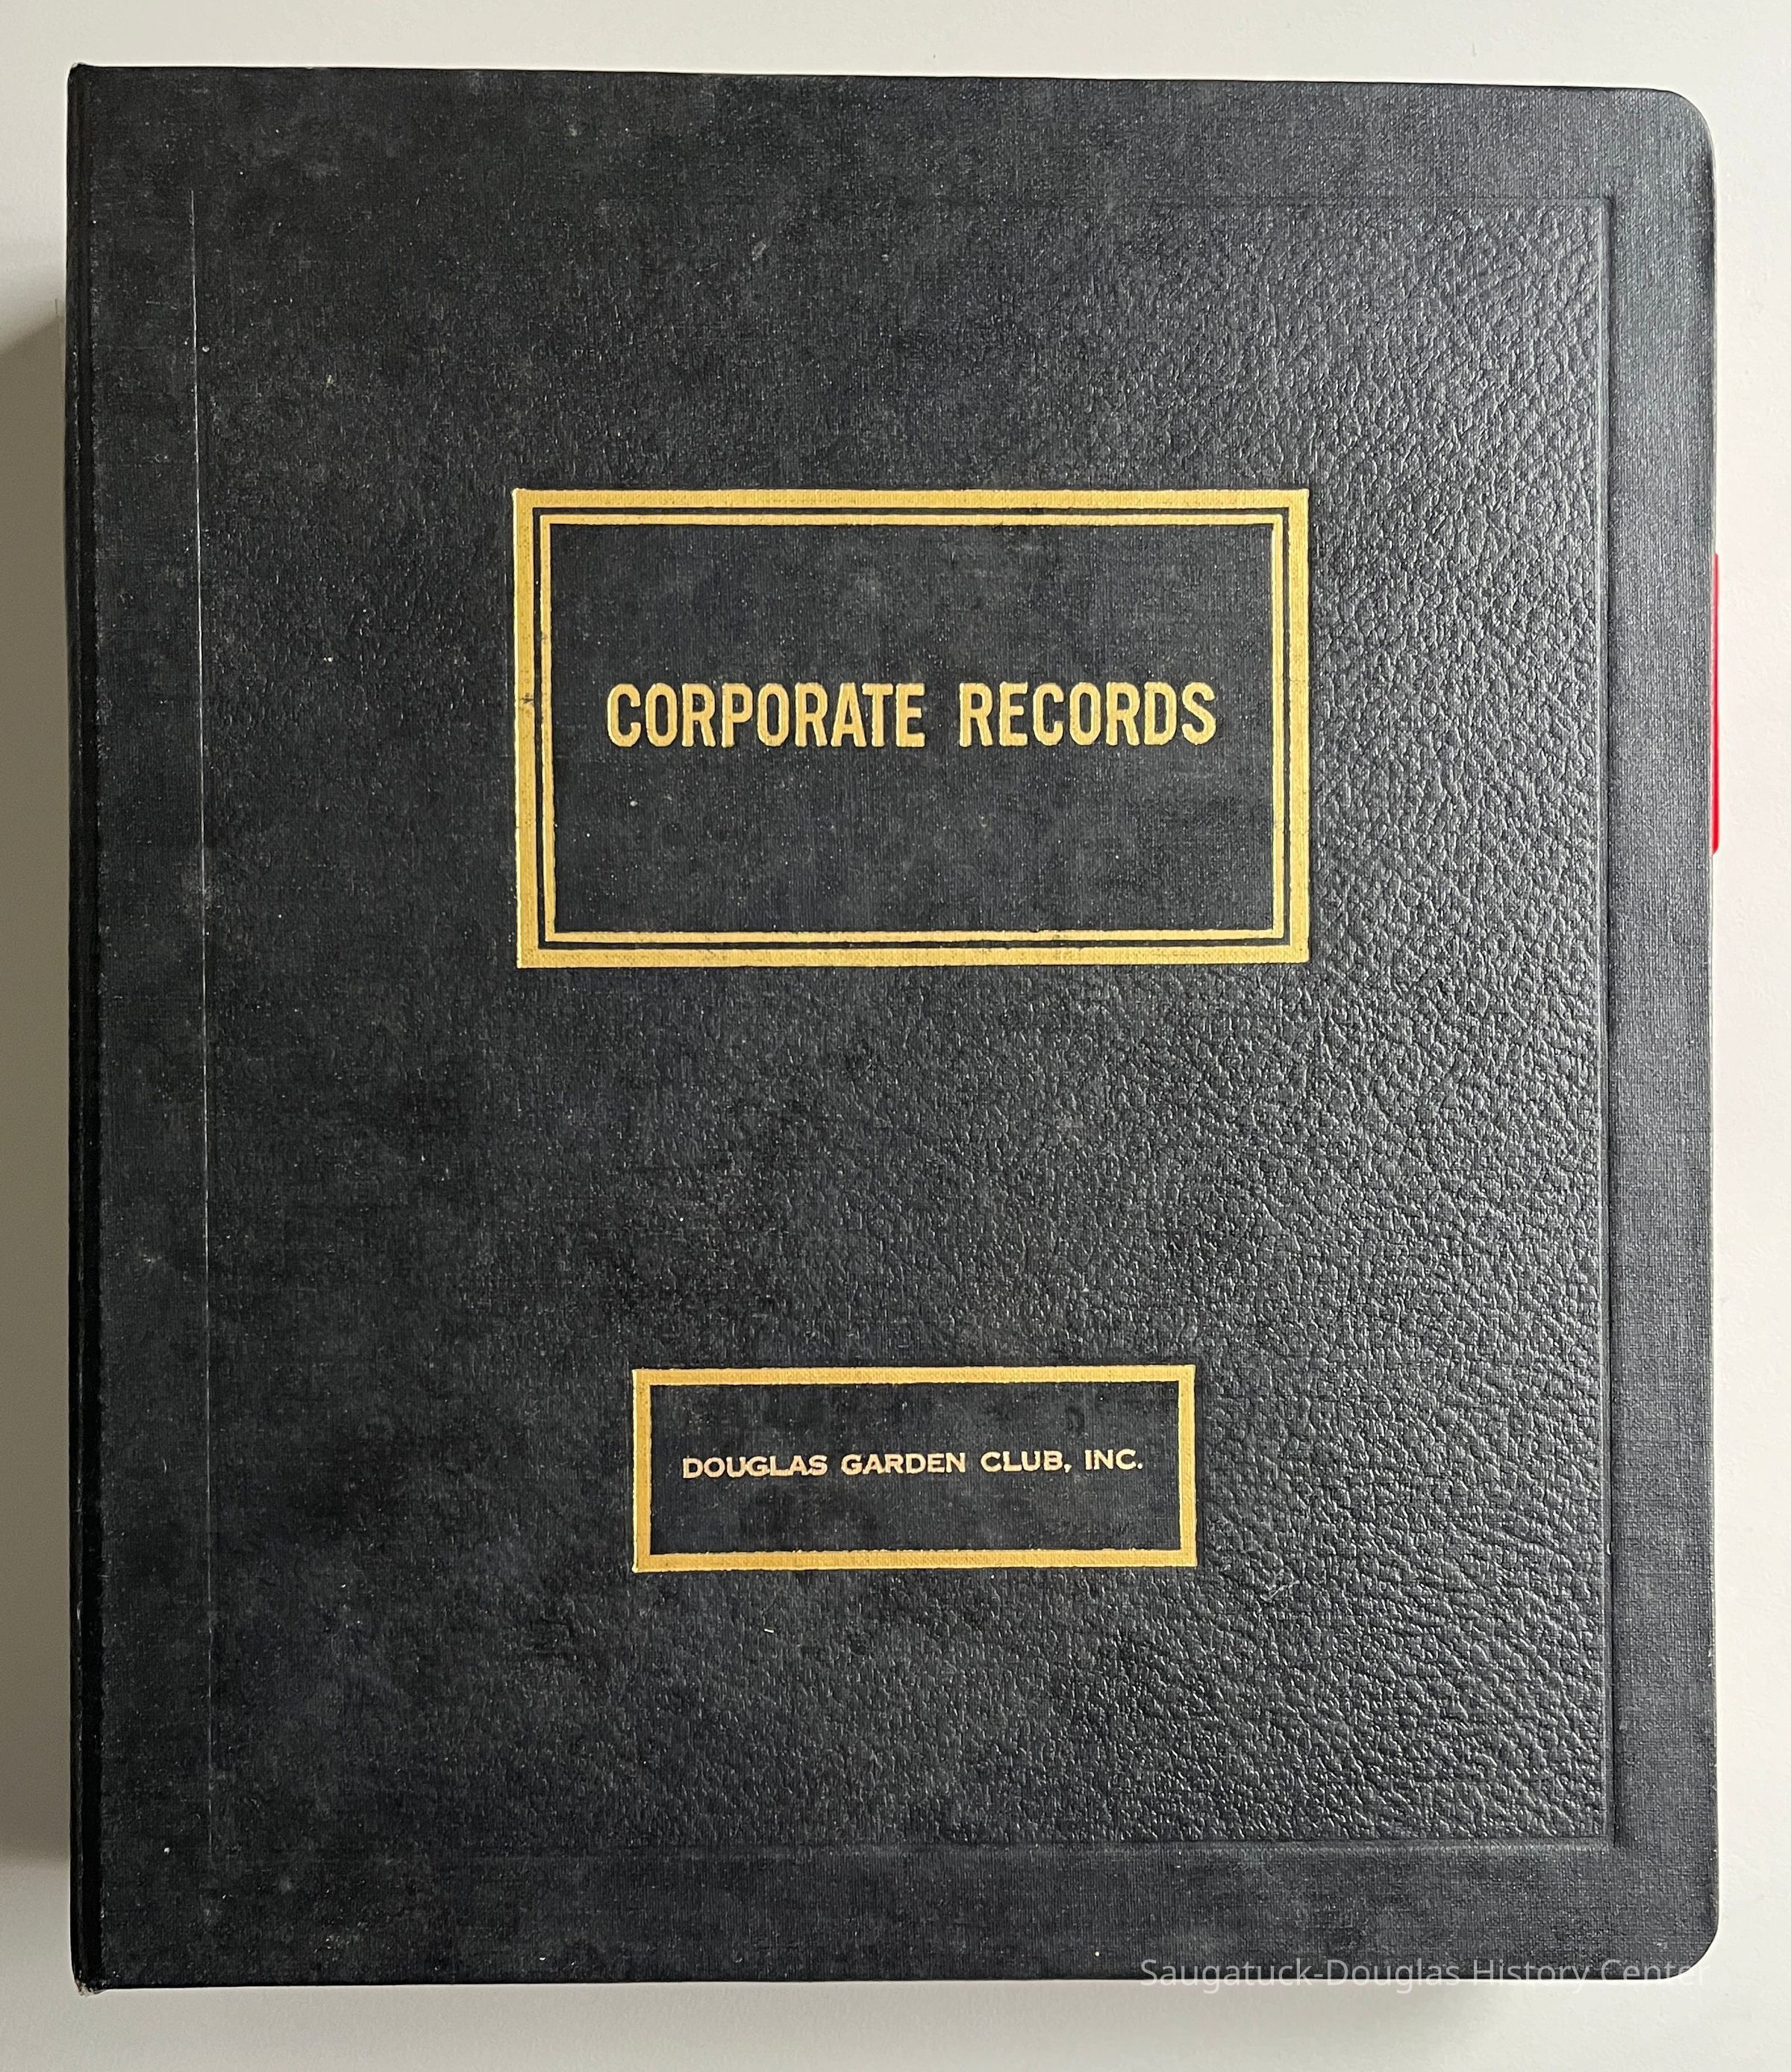 CORPORATE RECORDS
DOUGLAS GARDEN CLUB, INC.
Saugatuck-Douglas History Center